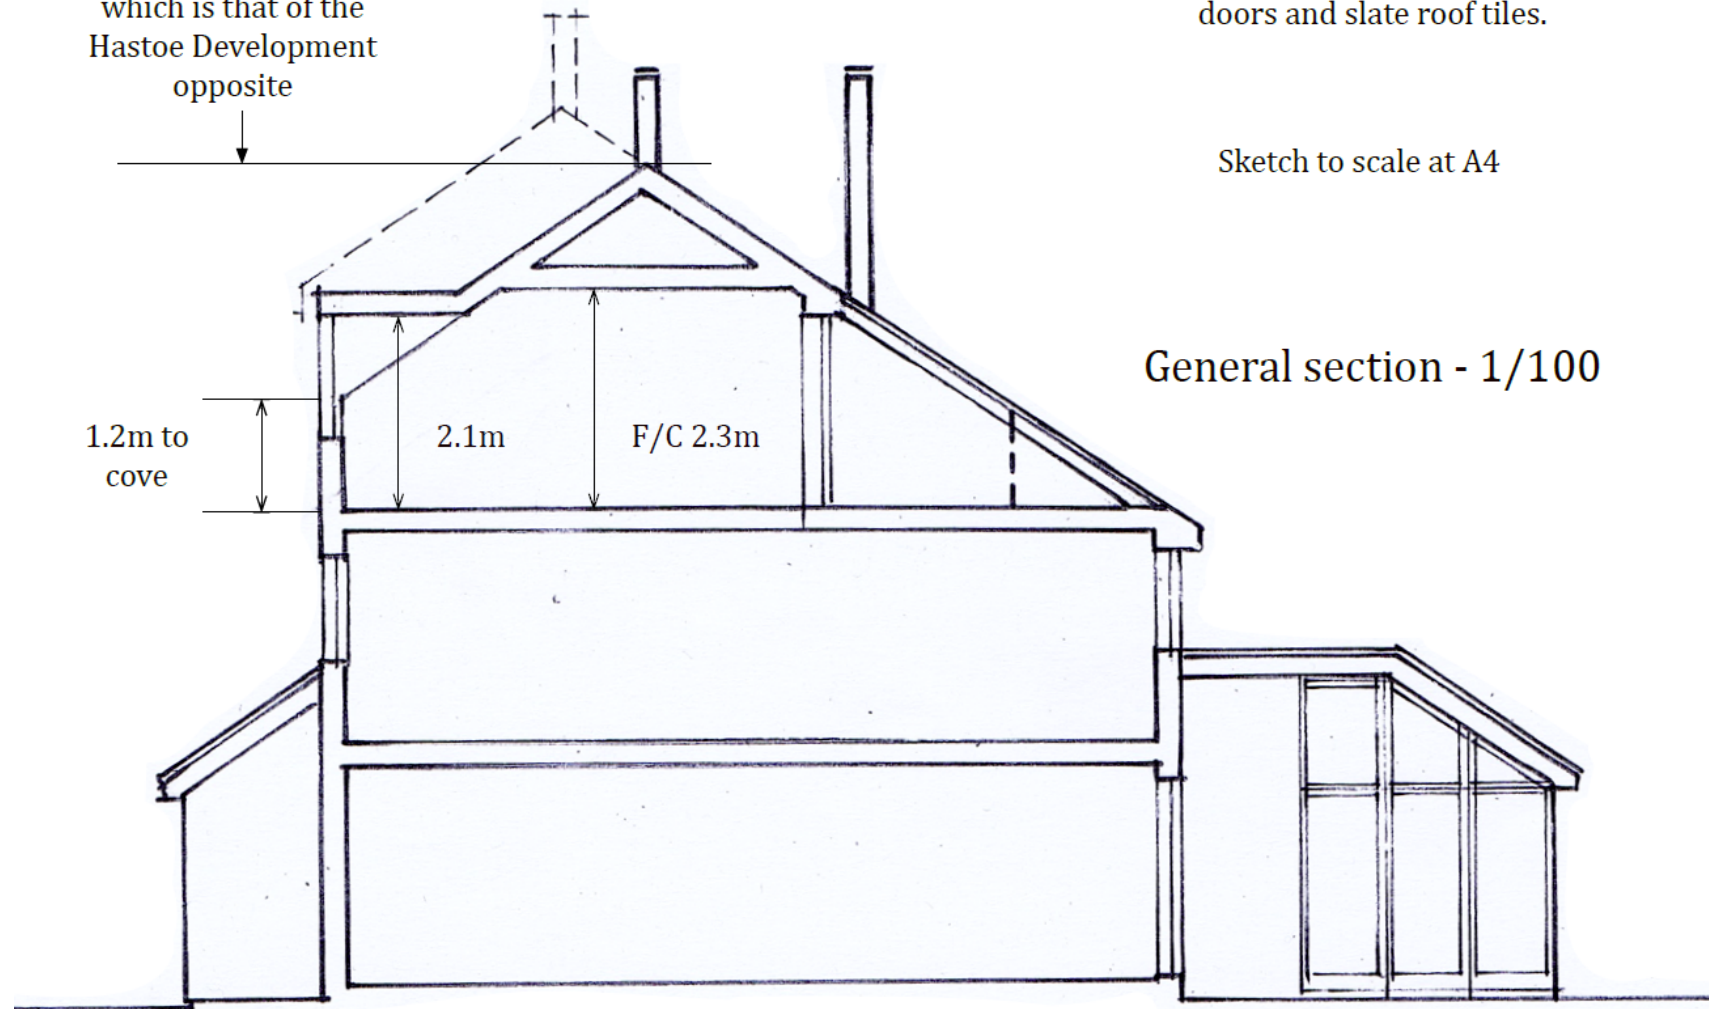 which is that of the
Hastoe Development
opposite
doors and slate roof tiles.
Sketch to scale at A4
General section - 1/100
1.2m to
cove
2.1m
F/C 2.3m